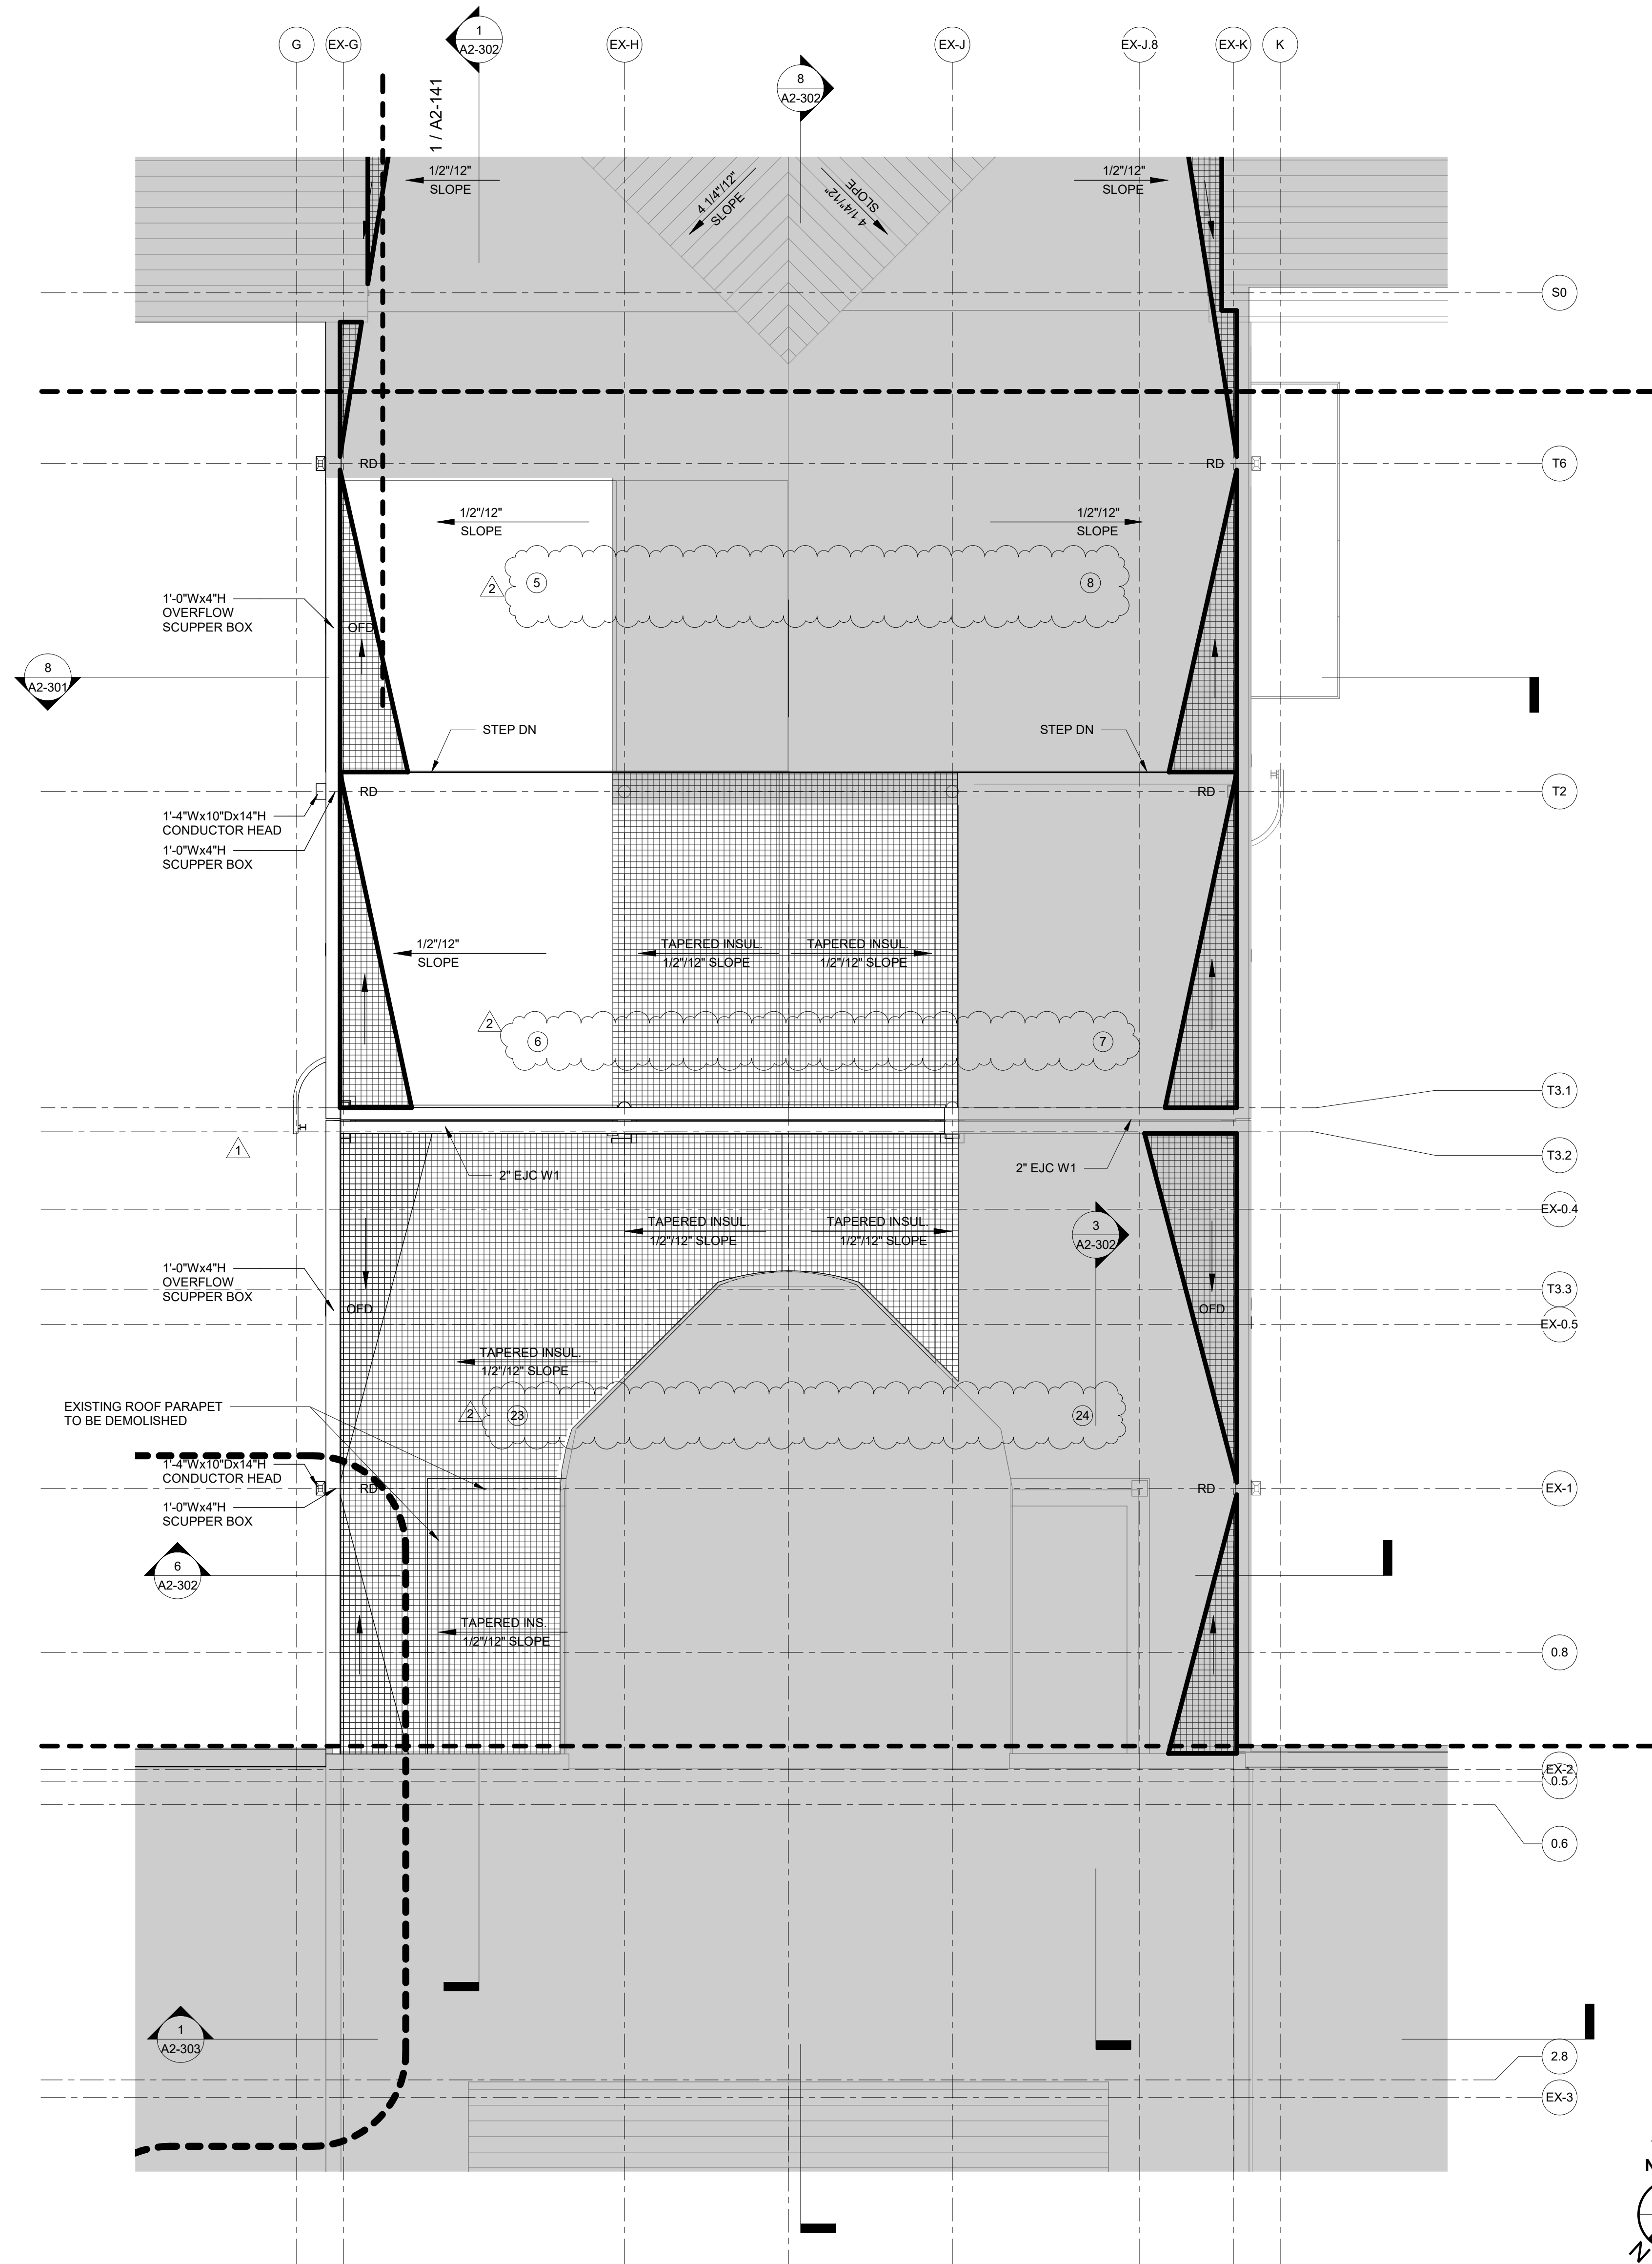 G
EX-G
1
A2-302
EX-H
8
A2-302
EX-J
EX-J.8
EX-K
K
1 / A2-141
1/2"/12"
SLOPE
4 1/4"/12"
SLOPE
4 1/4"/12"
SLOPE
1/2"/12"
SLOPE
S0
RD
RD
T6
1/2"/12"
SLOPE
1/2"/12"
SLOPE
2
5
8
1'-0"Wx4"H
OVERFLOW
SCUPPER BOX
OFD
8
A2-301
STEP DN
STEP DN
RD
RD
T2
1'-4"Wx10"Dx14"H
CONDUCTOR HEAD
1'-0"Wx4"H
SCUPPER BOX
1/2"/12"
SLOPE
TAPERED INSUL.
1/2"/12" SLOPE
TAPERED INSUL.
1/2"/12" SLOPE
2
6
7
T3.1
1
T3.2
2" EJC W1
2" EJC W1
EX-0.4
TAPERED INSUL.
1/2"/12" SLOPE
TAPERED INSUL.
1/2"/12" SLOPE
3
A2-302
1'-0"Wx4"H
OVERFLOW
SCUPPER BOX
OFD
OFD
T3.3
EX-0.5
TAPERED INSUL.
1/2"/12" SLOPE
EXISTING ROOF PARAPET
TO BE DEMOLISHED
2
23
24
1'-4"Wx10"Dx14"H
CONDUCTOR HEAD
1'-0"Wx4"H
SCUPPER BOX
RD
RD
EX-1
6
A2-302
TAPERED INS.
1/2"/12" SLOPE
0.8
EX-2
0.5
0.6
1
A2-303
2.8
EX-3
N